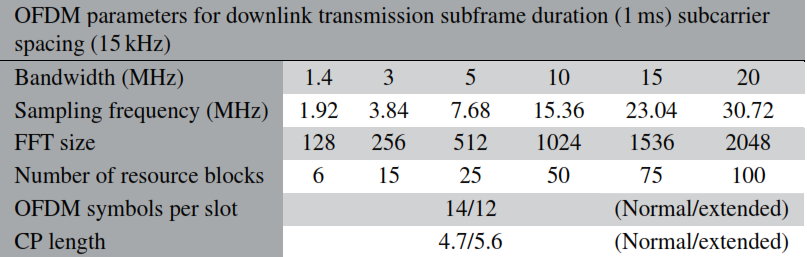 OFDM parameters for downlink transmission subframe duration (1 ms) subcarrier
spacing (15 kHz)
Bandwidth (MHz) 1.4 3 5 10 15 20
Sampling frequency (MHz) 1.92 3.84 7.68 15.36 23.04 30.72
FFT size 128 256 512 1024 1536 2048
Number of resource blocks 6 15 25 50 75 100
OFDM symbols per slot 14/12 (Normal/extended)
CP length 4.7/5.6 (Normal/extended)